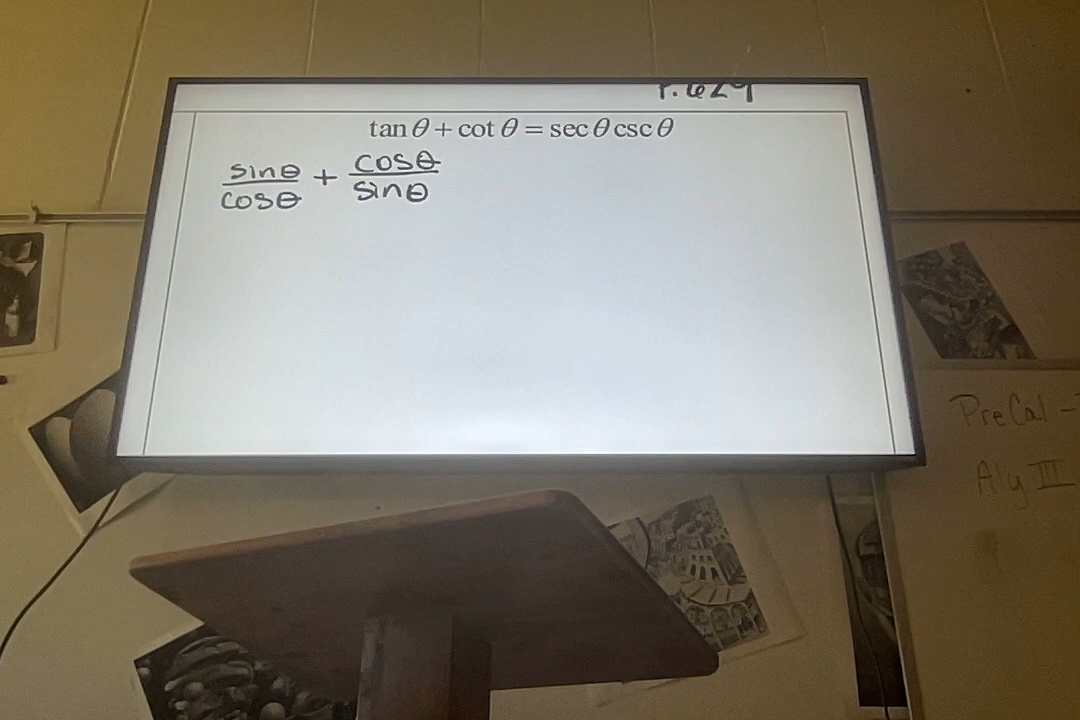 tan θ + cot θ = sec θ csc θ
sinθ/cosθ + cosθ/sinθ
PreCal -
Alg III